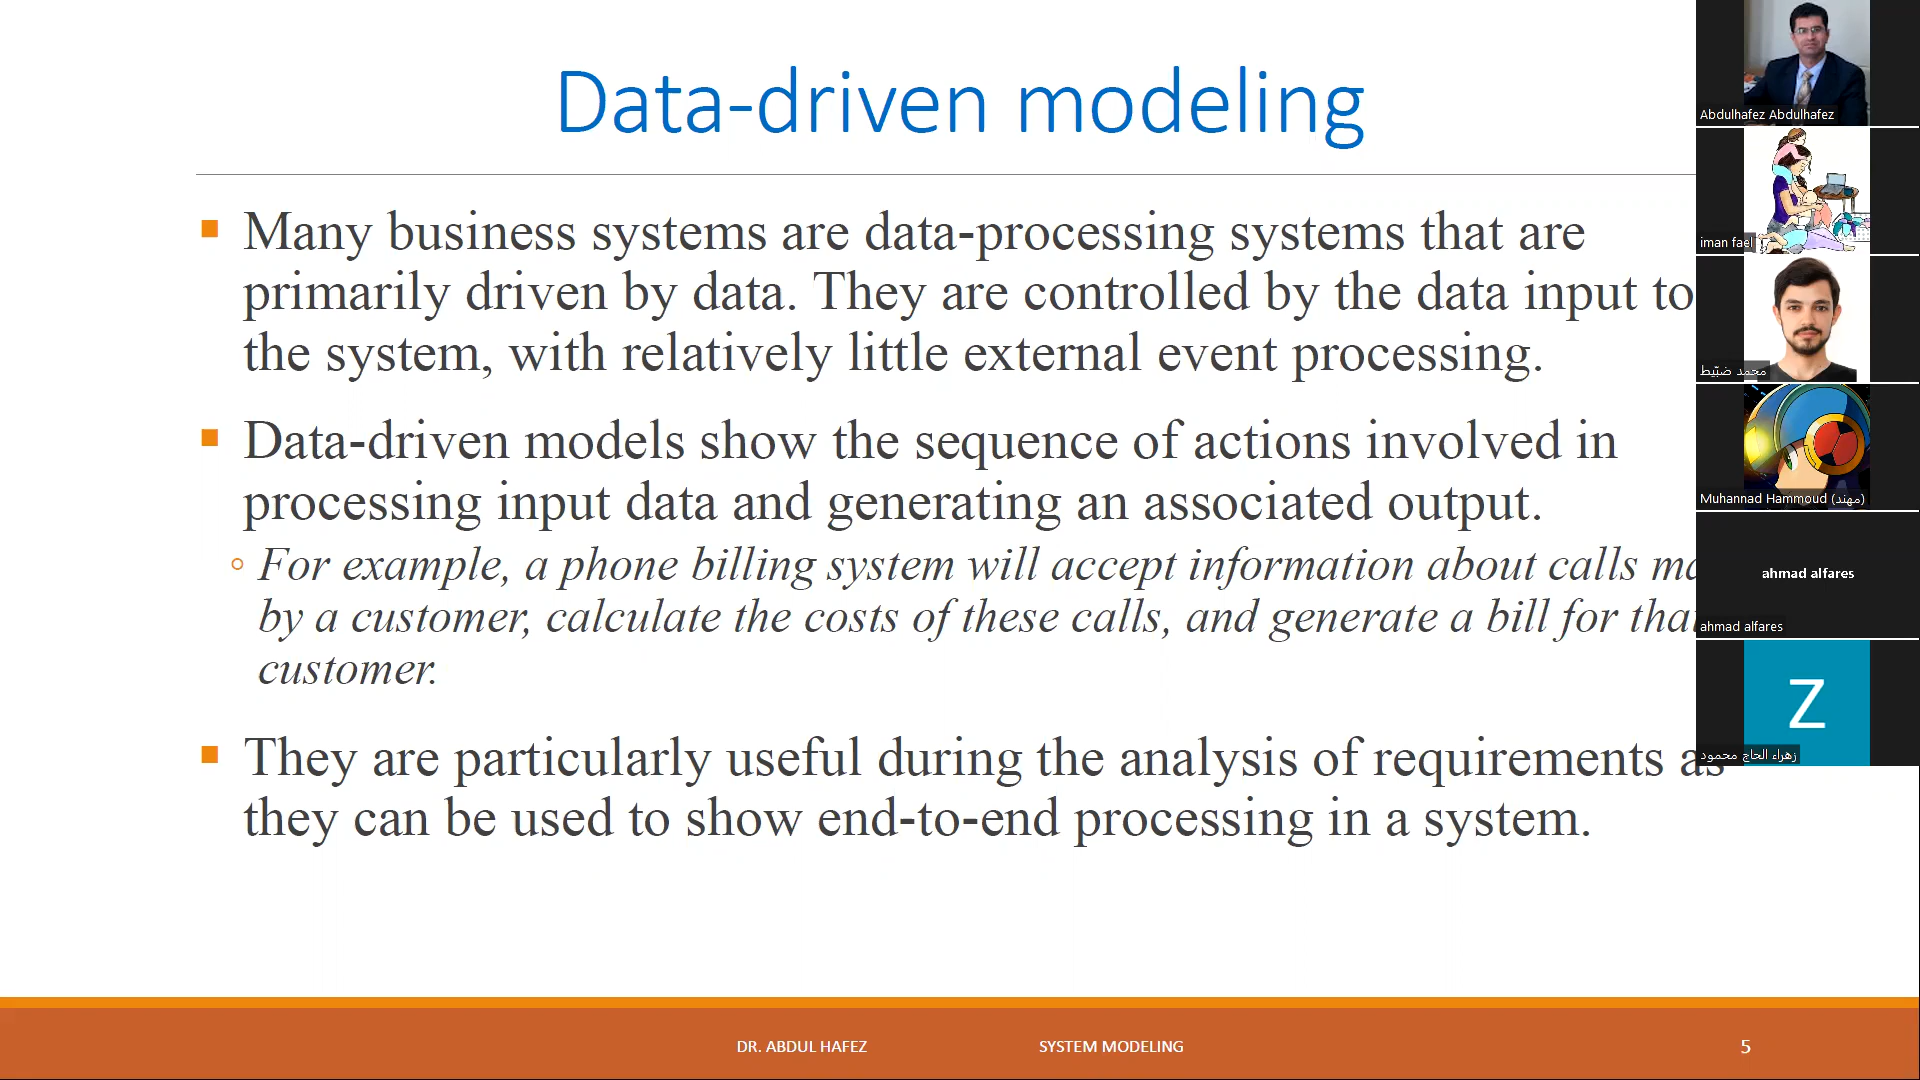 Data-driven modeling
Many business systems are data-processing systems that are
primarily driven by data. They are controlled by the data input to
the system, with relatively little external event processing.
Data-driven models show the sequence of actions involved in
processing input data and generating an associated output.
For example, a phone billing system will accept information about calls
by a customer, calculate the costs of these calls, and generate a bill for that
customer.
They are particularly useful during the analysis of requirements as
they can be used to show end-to-end processing in a system.
DR. ABDUL HAFEZ
SYSTEM MODELING
5
Abdulhafez Abdulhafez
iman fael
محمد ضبّيط
Muhannad Hammoud (مهند)
ahmad alfares
ahmad alfares
Z
زهراء الحاج محمود